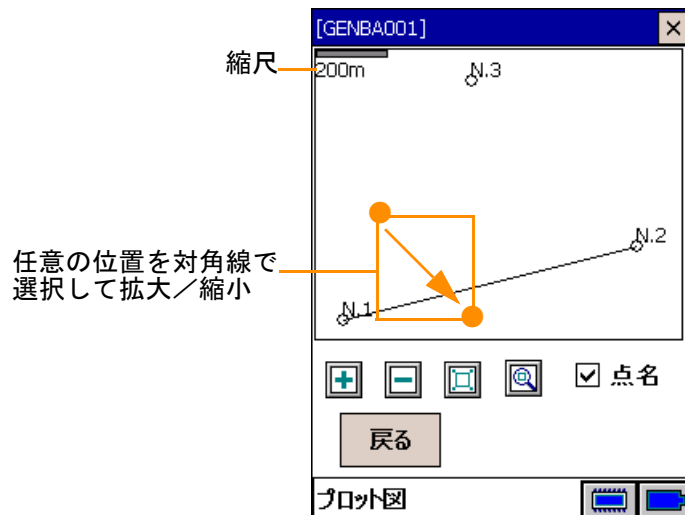 [GENBA001]
縮尺
200m
N.3
N.2
任意の位置を対角線で
選択して拡大／縮小
N.1
点名
戻る
プロット図